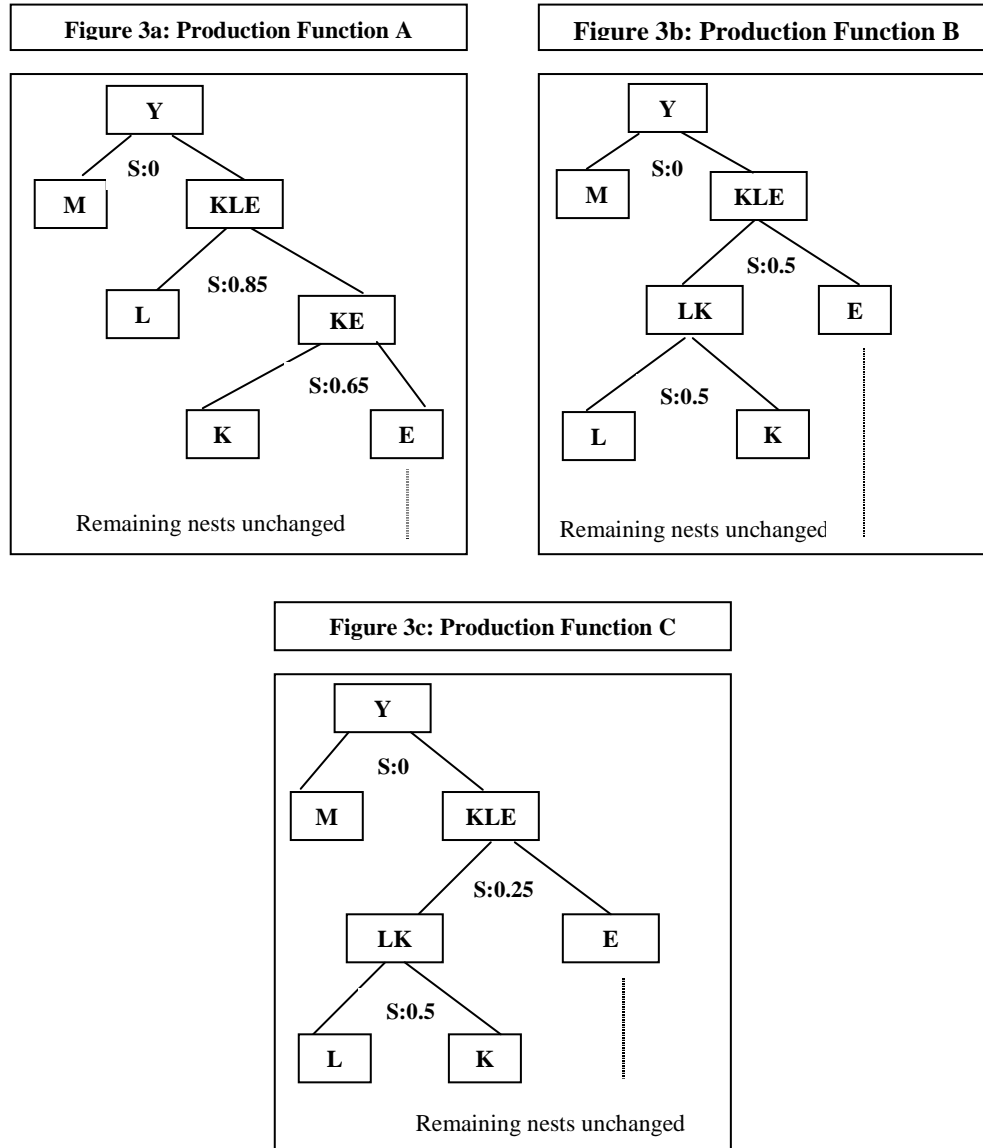 Figure 3a: Production Function A
Y
S:0
M
KLE
S:0.85
L
KE
S:0.65
K
E
Remaining nests unchanged
Figure 3b: Production Function B
Y
S:0
M
KLE
S:0.5
LK
E
S:0.5
L
K
Remaining nests unchanged
Figure 3c: Production Function C
Y
S:0
M
KLE
S:0.25
LK
E
S:0.5
L
K
Remaining nests unchanged